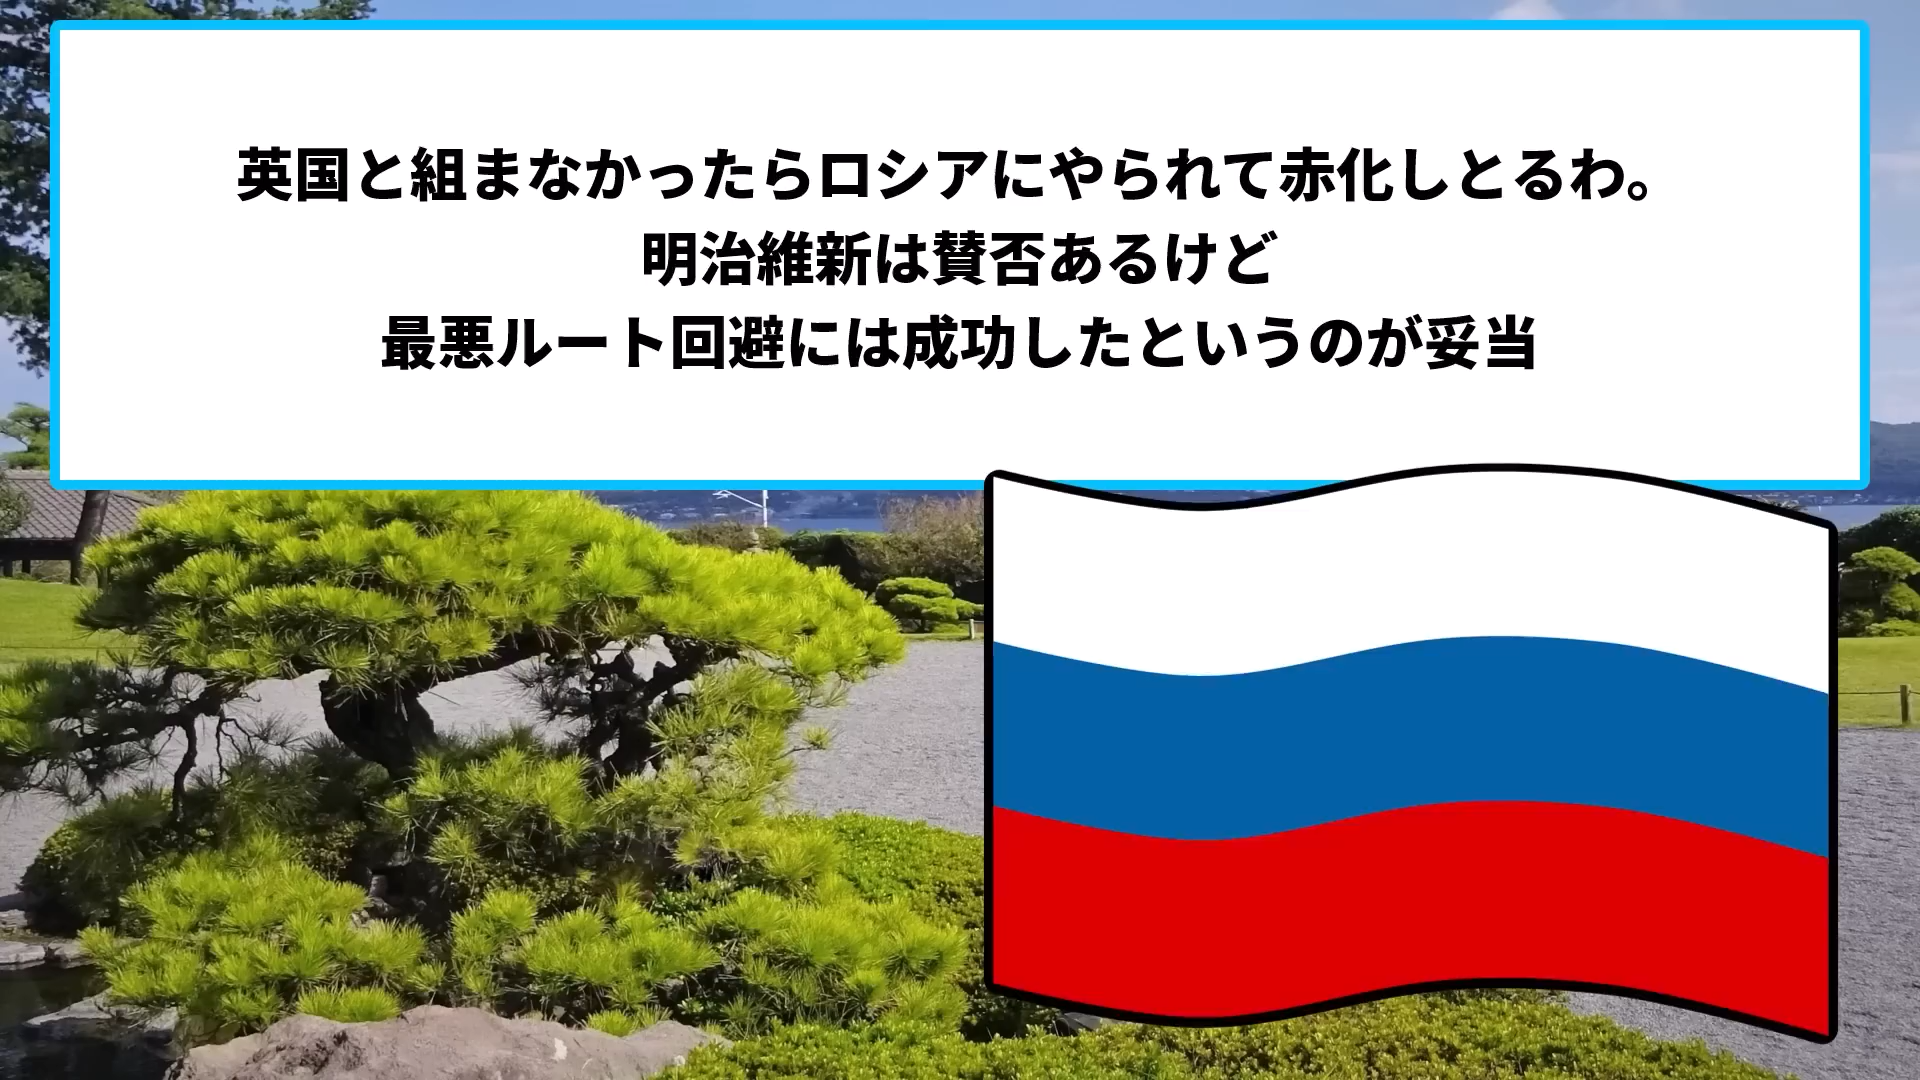 英国と組まなかったらロシアにやられて赤化しとるわ。
明治維新は賛否あるけど
最悪ルート回避には成功したというのが妥当